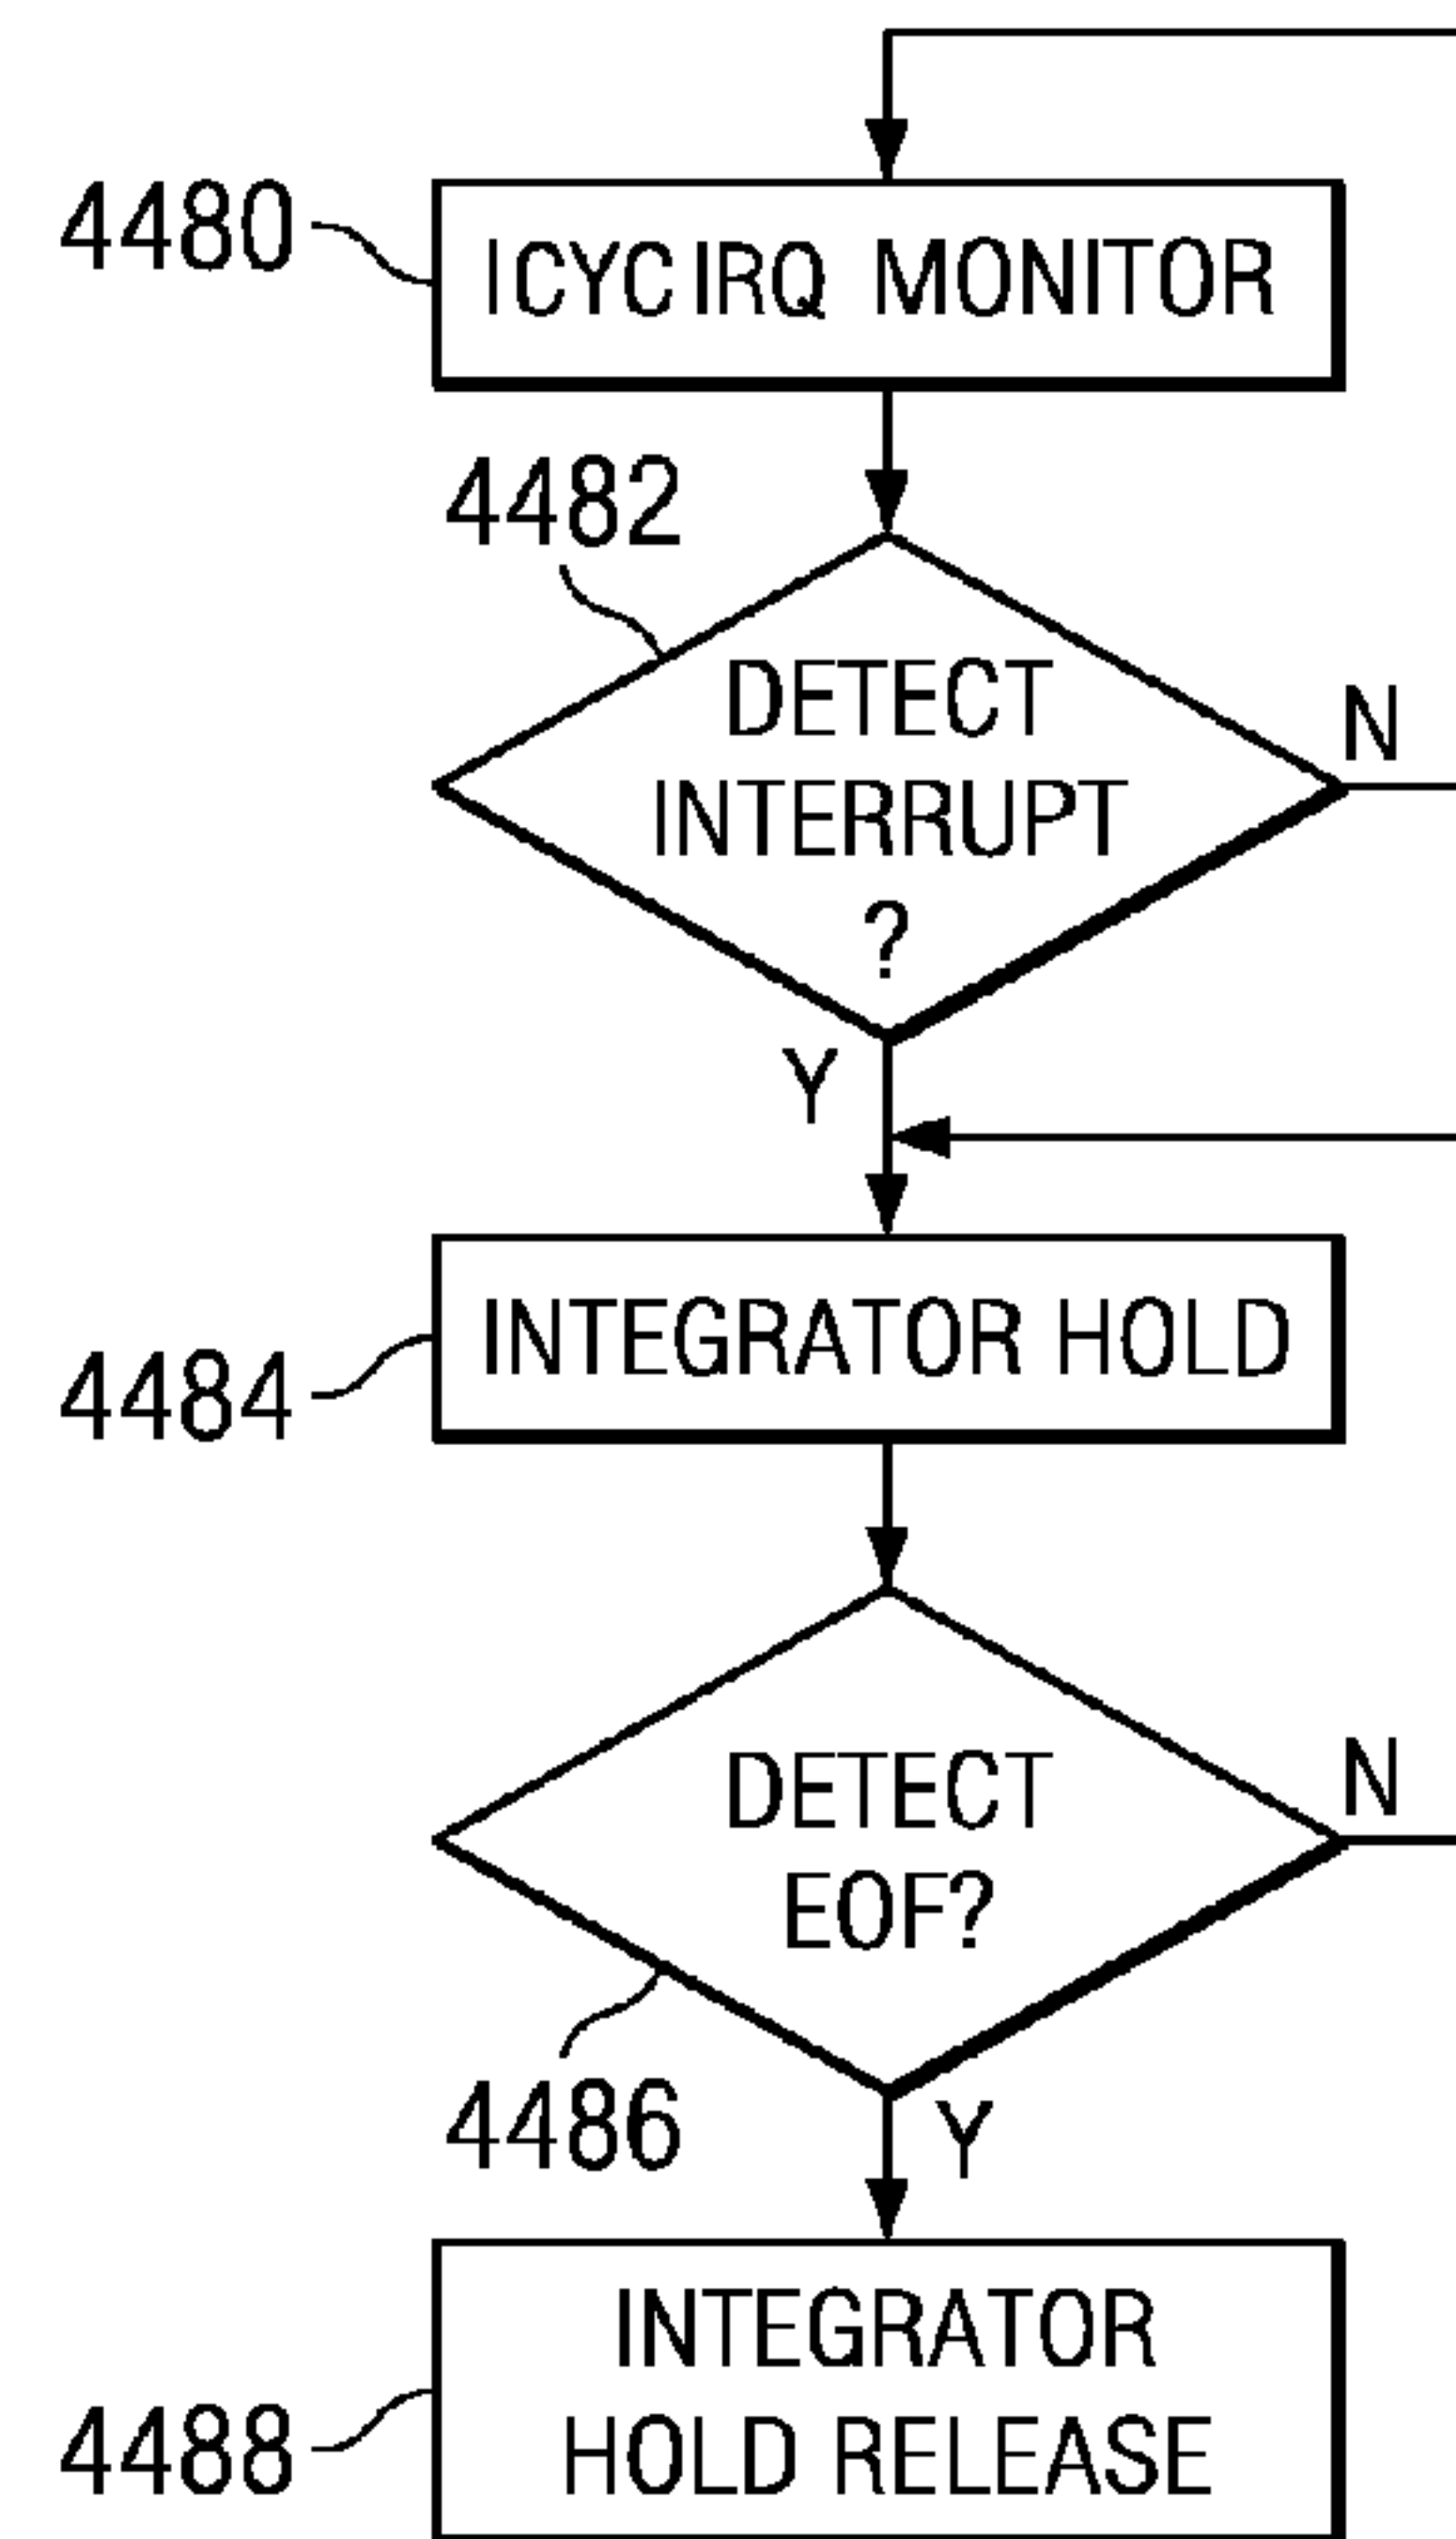 4480
ICYC IRQ MONITOR
4482
DETECT
INTERRUPT
?
N
Y
4484
INTEGRATOR HOLD
DETECT
EOF?
N
4486
Y
4488
INTEGRATOR
HOLD RELEASE